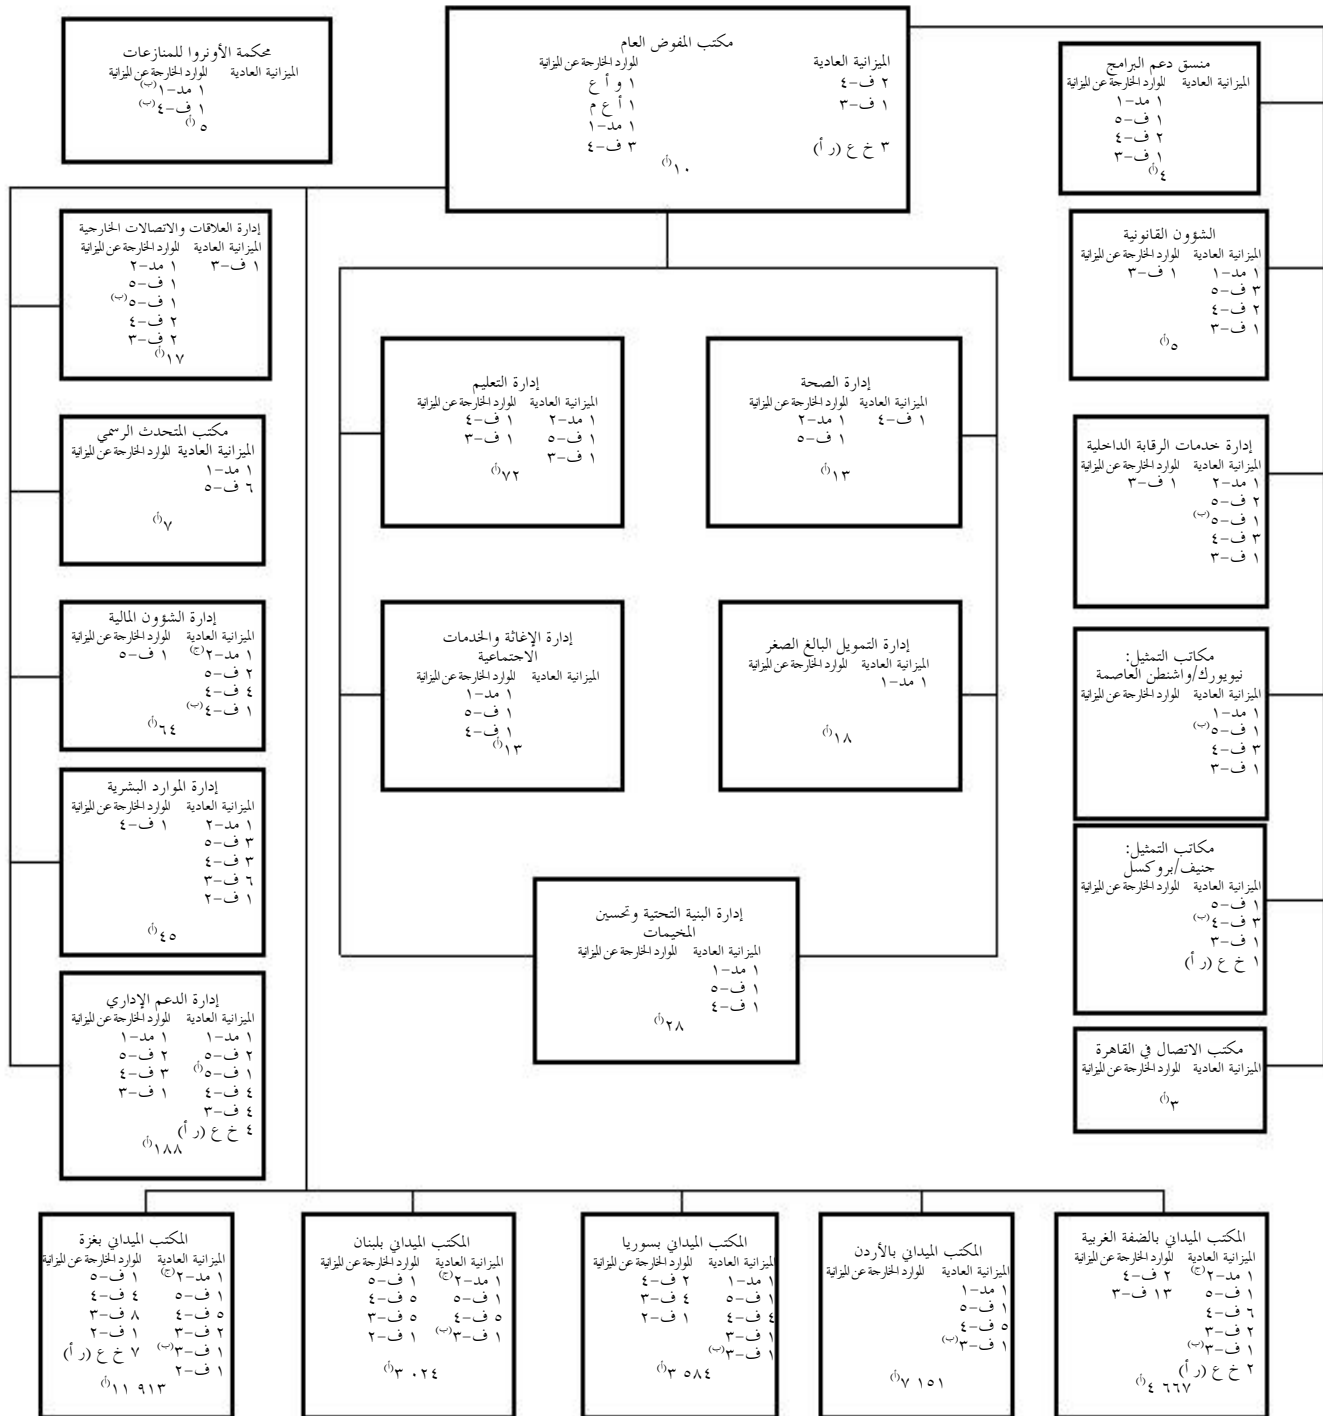 مكتب المفوض العام
الميزانية العادية الموارد الخارجة عن الميزانية
٢ ف-٤ ١ و أ ع
١ ف-٣ ١ أ ع م
١ مد-١
٣ خ ع (ر أ) ٣ ف-٤
١٠(أ)
محكمة الأونروا للمنازعات
الميزانية العادية الموارد الخارجة عن الميزانية
١ مد-١(ب)
١ ف-٤(ب)
٥(أ)
منسق دعم البرامج
الميزانية العادية الموارد الخارجة عن الميزانية
١ مد-١
١ ف-٥
٢ ف-٤
١ ف-٣
٤(أ)
الشؤون القانونية
الميزانية العادية الموارد الخارجة عن الميزانية
١ مد-١ ١ ف-٣
٣ ف-٥
٢ ف-٤
١ ف-٣
٥(أ)
إدارة خدمات الرقابة الداخلية
الميزانية العادية الموارد الخارجة عن الميزانية
١ مد-٢ ١ ف-٣
٢ ف-٥
١ ف-٥(ب)
٣ ف-٤
١ ف-٣
مكاتب التمثيل:
نيويورك/واشنطن العاصمة
الميزانية العادية الموارد الخارجة عن الميزانية
١ مد-١
١ ف-٥(ب)
٣ ف-٤
١ ف-٣
مكاتب التمثيل:
جنيف/بروكسل
الميزانية العادية الموارد الخارجة عن الميزانية
١ ف-٥
٣ ف-٤(ب)
١ ف-٣
١ خ ع (ر أ)
مكتب الاتصال في القاهرة
الميزانية العادية الموارد الخارجة عن الميزانية
٣(أ)
إدارة الصحة
الميزانية العادية الموارد الخارجة عن الميزانية
١ ف-٤ ١ مد-٢
١ ف-٥
١٣(أ)
إدارة التعليم
الميزانية العادية الموارد الخارجة عن الميزانية
١ مد-٢ ١ ف-٤
١ ف-٥ ١ ف-٣
١ ف-٣
٧٢(أ)
إدارة التمويل البالغ الصغر
الميزانية العادية الموارد الخارجة عن الميزانية
١ مد-١
١٨(أ)
إدارة الإغاثة والخدمات
الاجتماعية
الميزانية العادية الموارد الخارجة عن الميزانية
١ مد-١
١ ف-٥
١ ف-٤
١٣(أ)
إدارة البنية التحتية وتحسين
المخيمات
الميزانية العادية الموارد الخارجة عن الميزانية
١ مد-١
١ ف-٥
١ ف-٤
٢٨(أ)
إدارة العلاقات والاتصالات الخارجية
الميزانية العادية الموارد الخارجة عن الميزانية
١ ف-٣ ١ مد-٢
١ ف-٥
١ ف-٥(ب)
٢ ف-٤
٢ ف-٣
١٧(أ)
مكتب المتحدث الرسمي
الميزانية العادية الموارد الخارجة عن الميزانية
١ مد-١
٦ ف-٥
٧(أ)
إدارة الشؤون المالية
الميزانية العادية الموارد الخارجة عن الميزانية
١ مد-٢(ج) ١ ف-٥
٢ ف-٥
٤ ف-٤
١ ف-٤(ب)
٦٤(أ)
إدارة الموارد البشرية
الميزانية العادية الموارد الخارجة عن الميزانية
١ مد-٢ ١ ف-٤
٣ ف-٥
٣ ف-٤
٦ ف-٣
١ ف-٢
٤٥(أ)
إدارة الدعم الإداري
الميزانية العادية الموارد الخارجة عن الميزانية
١ مد-١ ١ مد-١
٢ ف-٥ ٢ ف-٥
١ ف-٥(أ) ٣ ف-٤
٤ ف-٤ ١ ف-٣
٤ ف-٣
٤ خ ع (ر أ)
١٨٨(أ)
المكتب الميداني بالضفة الغربية
الميزانية العادية الموارد الخارجة عن الميزانية
١ مد-٢(ج) ٢ ف-٤
١ ف-٥ ١٣ ف-٣
٦ ف-٤
٢ ف-٣
١ ف-٣(ب)
٢ خ ع (ر أ)
٤ ٦٦٧(أ)
المكتب الميداني بالأردن
الميزانية العادية الموارد الخارجة عن الميزانية
١ مد-١
١ ف-٥
٥ ف-٤
١ ف-٣(ب)
٧ ١٥١(أ)
المكتب الميداني بسوريا
الميزانية العادية الموارد الخارجة عن الميزانية
١ مد-١ ٢ ف-٤
١ ف-٥ ٤ ف-٣
٤ ف-٤ ١ ف-٢
١ ف-٣
١ ف-٣(ب)
٣ ٥٨٤(أ)
المكتب الميداني بلبنان
الميزانية العادية الموارد الخارجة عن الميزانية
١ مد-٢(ج) ١ ف-٥
١ ف-٥ ٥ ف-٤
٥ ف-٤ ٥ ف-٣
١ ف-٣(ب) ١ ف-٢
٣ ٠٢٤(أ)
المكتب الميداني بغزة
الميزانية العادية الموارد الخارجة عن الميزانية
١ مد-٢(ج) ١ ف-٥
١ ف-٥ ٤ ف-٤
٥ ف-٤ ٨ ف-٣
٢ ف-٣ ١ ف-٢
١ ف-٣(ب) ٧ خ ع (ر أ)
١ ف-٢
١١ ٩١٣(أ)